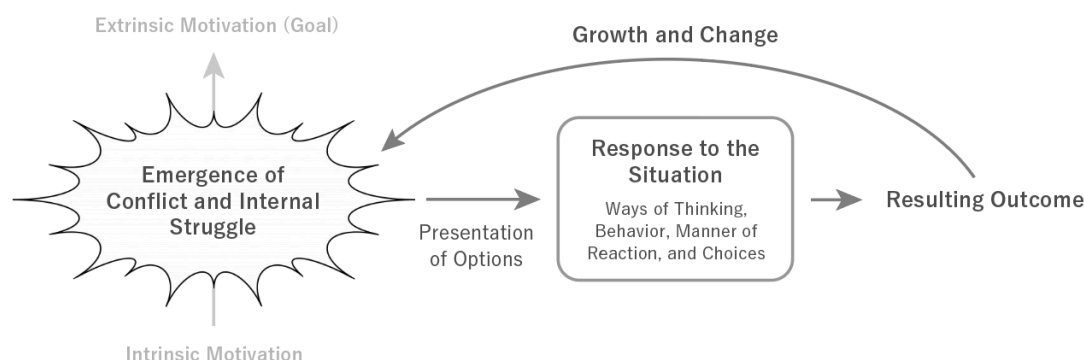 Extrinsic Motivation (Goal)
Growth and Change
Emergence of
Conflict and Internal
Struggle
Presentation
of Options
Response to the
Situation
Ways of Thinking,
Behavior, Manner of
Reaction, and Choices
Resulting Outcome
Intrinsic Motivation